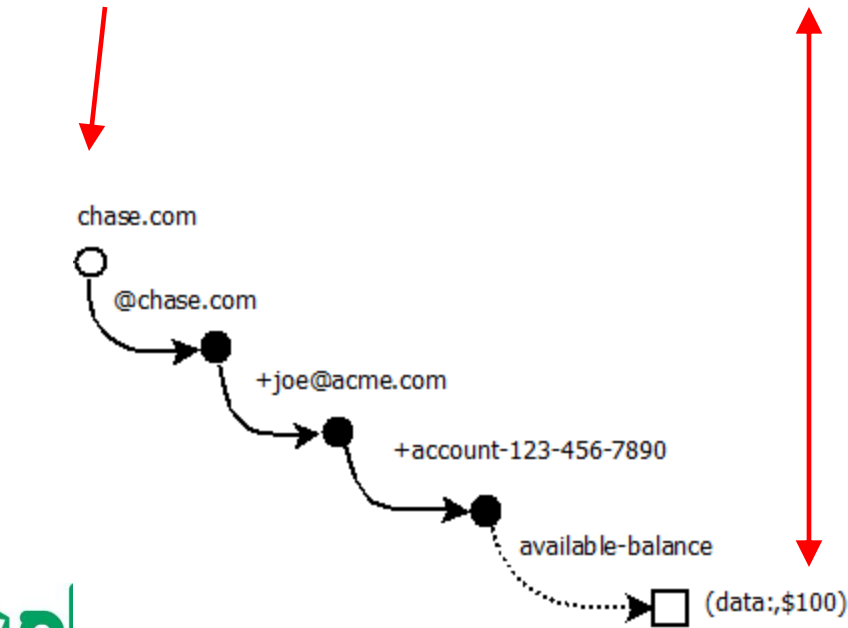 chase.com
@chase.com
+joe@acme.com
+account-123-456-7890
available-balance
(data:,$100)